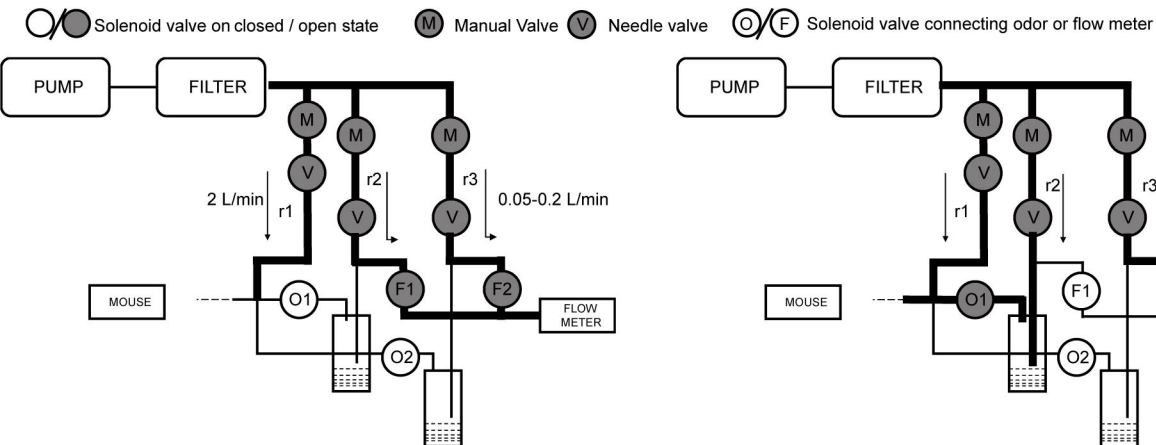 Solenoid valve on closed / open state M Manual Valve V Needle valve O/F Solenoid valve connecting odor or flow meter
PUMP FILTER
M
M M
V
2 L/min r1 r2 r3 0.05-0.2 L/min
V V
MOUSE O1 F1 F2 FLOW
METER
O2
PUMP FILTER
M
M M
V
r1 r2 r3
V V
MOUSE O1 F1
O2